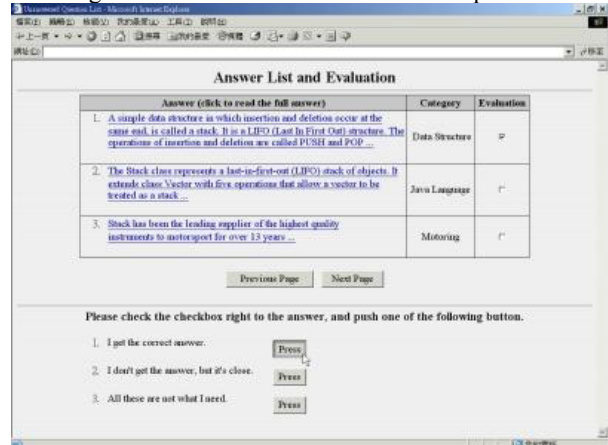 Unanswered Question List - Microsoft Internet Explorer
Answer List and Evaluation
Answer (click to read the full answer) Category Evaluation
1. A simple data structure in which insertion and deletion occur at the
same end, is called a stack. It is a LIFO (Last In First Out) structure. The
operations of insertion and deletion are called PUSH and POP ...
Data Structure
2. The Stack class represents a last-in-first-out (LIFO) stack of objects. It
extends class Vector with five operations that allow a vector to be
treated as a stack ...
Java Language
3. Stack has been the leading supplier of the highest quality
instruments to motorsport for over 13 years ...
Motoring
Previous Page Next Page
Please check the checkbox right to the answer, and push one of the following button.
1. I get the correct answer. Press
2. I don't get the answer, but it's close. Press
3. All these are not what I need. Press